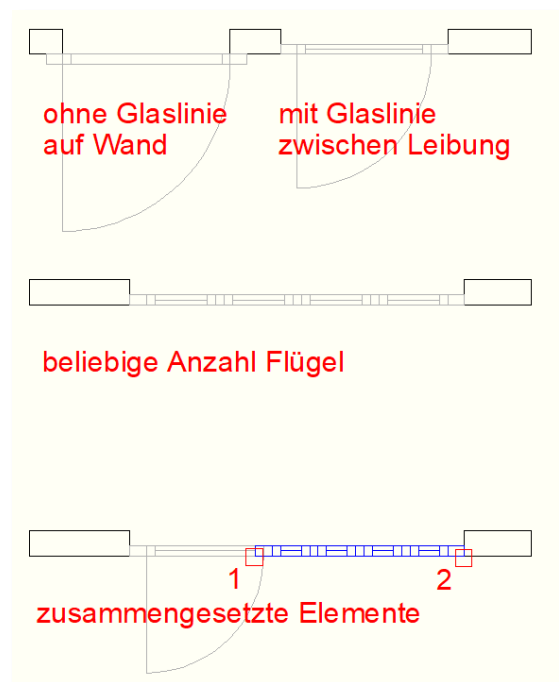 ohne Glaslinie
auf Wand
mit Glaslinie
zwischen Leibung
beliebige Anzahl Flügel
1
2
zusammengesetzte Elemente